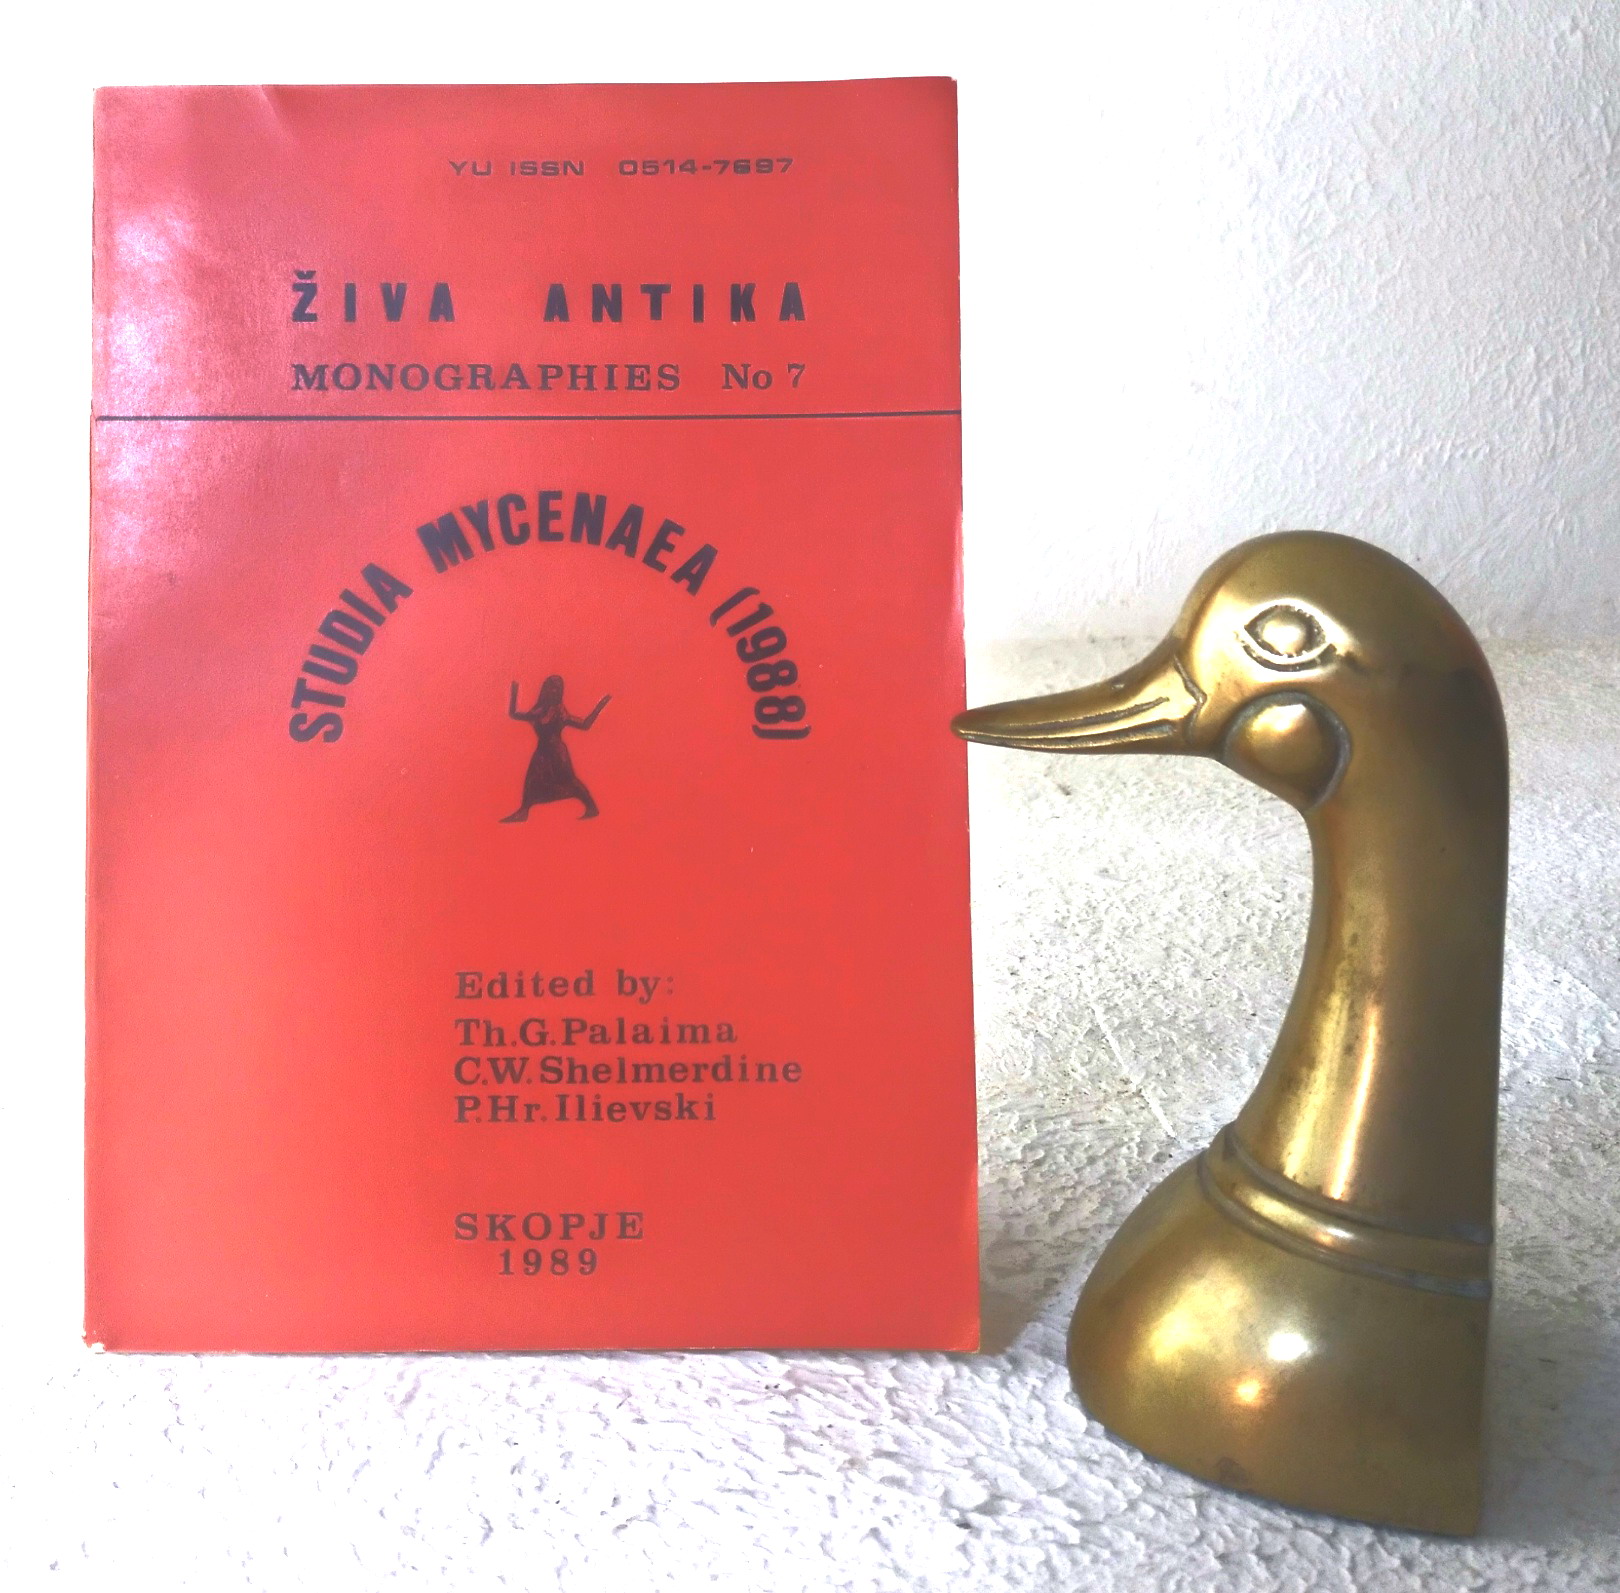 YU ISSN 0514-7697
ŽIVA ANTIKA
MONOGRAPHIES No 7
STUDIA MYCENAEA (1988)
Edited by:
Th.G.Palaima
C.W.Shelmerdine
P.Hr.Ilievski
SKOPJE
1989